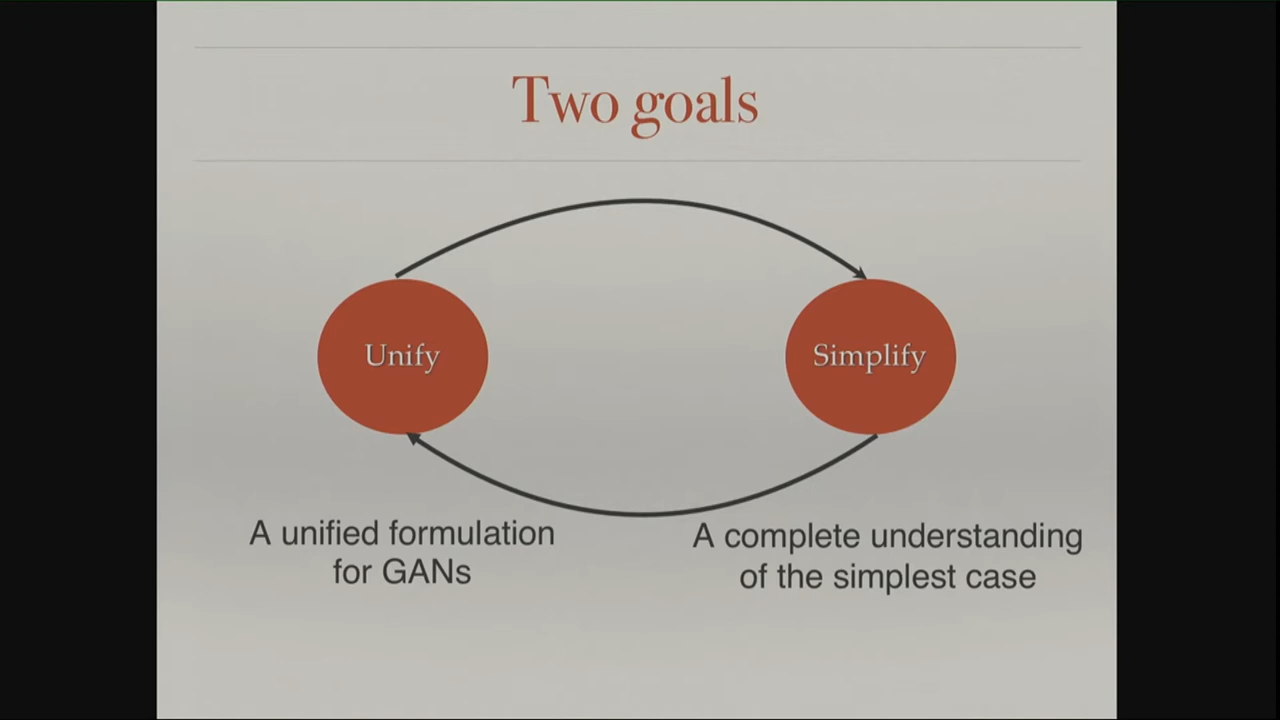 Two goals
Unify
Simplify
A unified formulation
for GANs
A complete understanding
of the simplest case